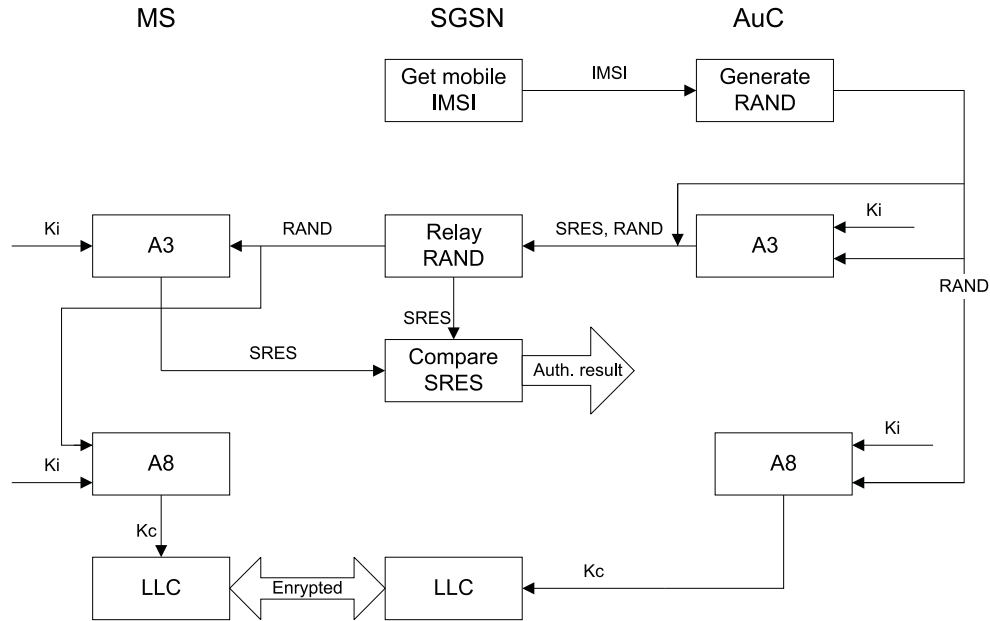 MS
SGSN
AuC
Get mobile
IMSI
IMSI
Generate
RAND
Ki
A3
RAND
Relay
RAND
SRES, RAND
A3
Ki
RAND
SRES
SRES
Compare
SRES
Auth. result
Ki
A8
A8
Ki
Kc
LLC
Enrypted
LLC
Kc